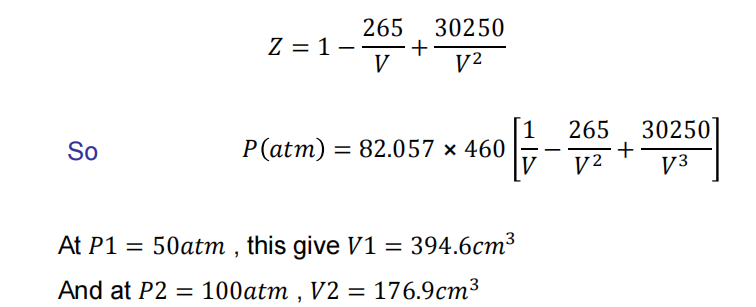 Z = 1 − 265/V + 30250/V²
So P(atm) = 82.057 × 460 [1/V − 265/V² + 30250/V³]
At P1 = 50atm , this give V1 = 394.6cm³
And at P2 = 100atm , V2 = 176.9cm³